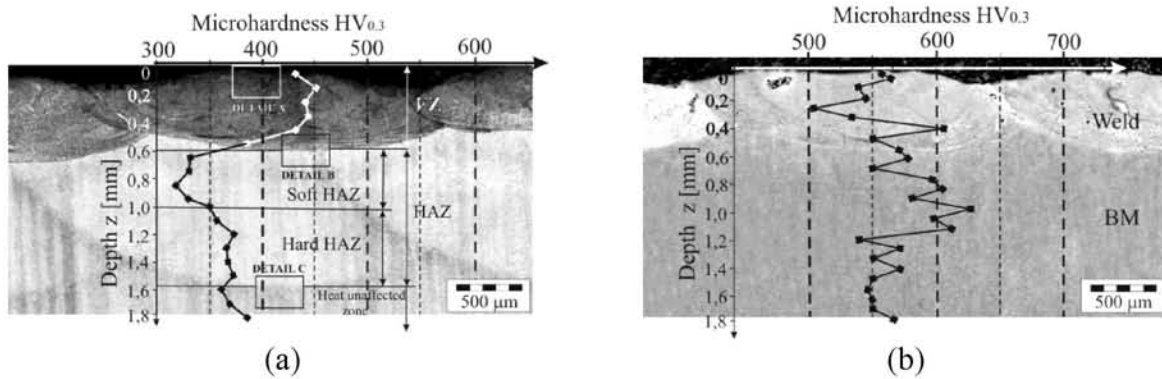 Microhardness HV0.3
300 400 500 600
0
0,2
0,4
0,6
0,8
1,0
1,2
1,4
1,6
1,8
Depth z [mm]
DETAIL A
DETAIL B
Soft HAZ
HAZ
Hard HAZ
DETAIL C
Heat unaffected
zone
500 µm
(a)
Microhardness HV0.3
500 600 700
0
0,2
0,4
0,6
0,8
1,0
1,2
1,4
1,6
1,8
Depth z [mm]
Weld
BM
500 µm
(b)